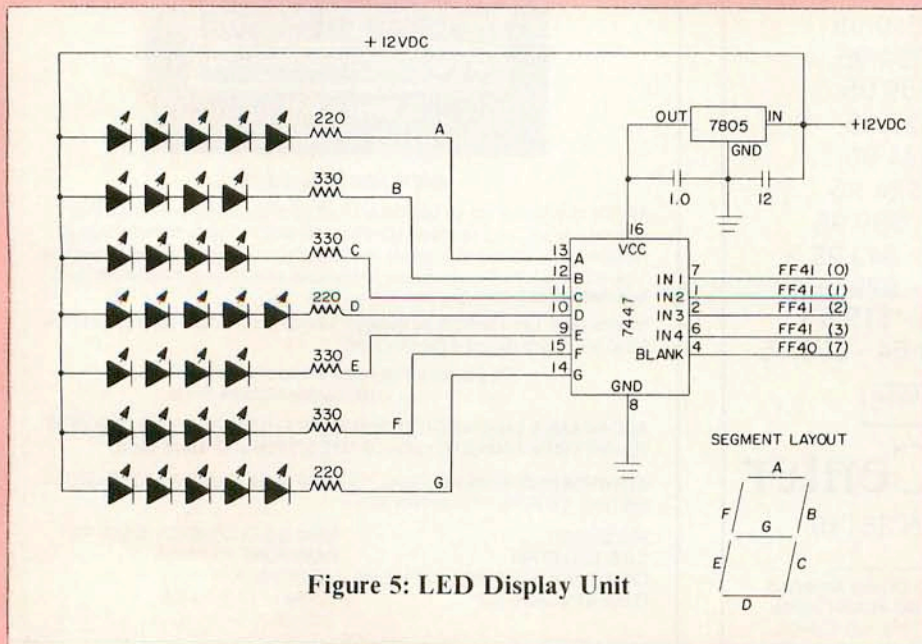 +12VDC
220 A
330 B
330 C
220 D
330 E
330 F
220 G
OUT 7805 IN +12VDC
GND
1.0 12
16
VCC
13 A
12 B
11 C
10 D
9 E
15 F
14 G
7447
IN1 7 FF41 (0)
IN2 1 FF41 (1)
IN3 2 FF41 (2)
IN4 6 FF41 (3)
BLANK 4 FF40 (7)
GND
8
SEGMENT LAYOUT
A
F B
G
E C
D
Figure 5: LED Display Unit